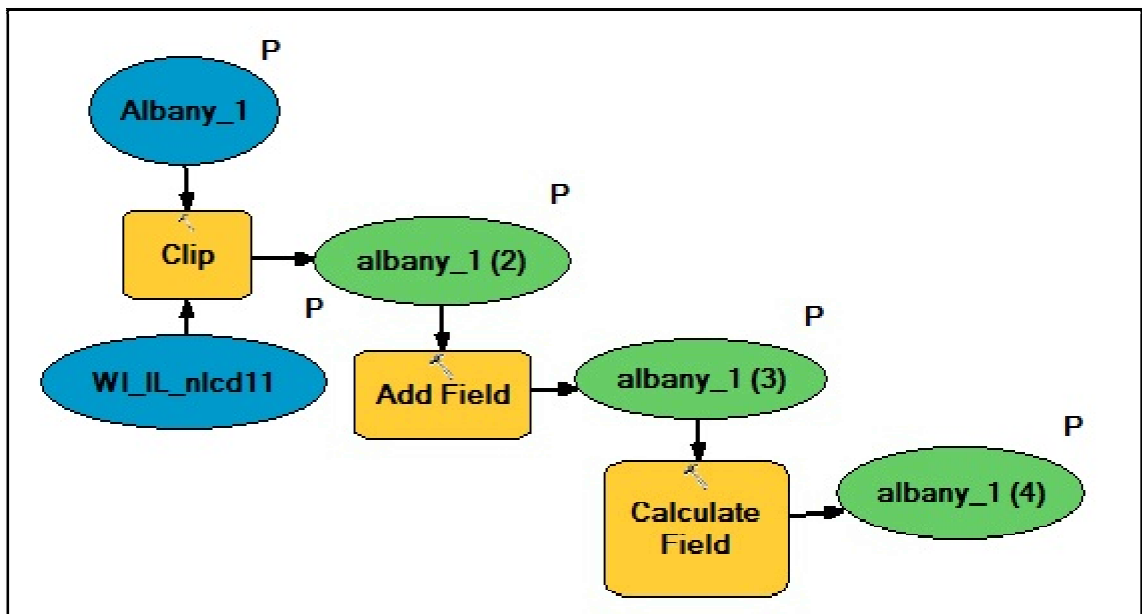 P
Albany_1
P
Clip
albany_1 (2)
P
P
WI_IL_nlcd11
Add Field
albany_1 (3)
P
Calculate
Field
albany_1 (4)